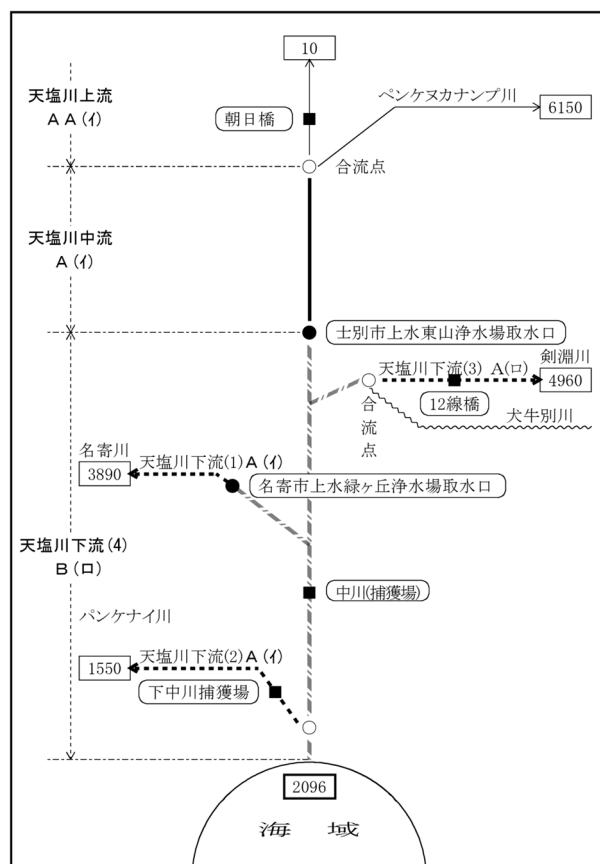 10
天塩川上流
AA(ｲ)
朝日橋
ペンケヌカナンプ川
6150
合流点
天塩川中流
A(ｲ)
士別市上水東山浄水場取水口
剣淵川
天塩川下流(3) A(ロ)
4960
12線橋
合流点
犬牛別川
名寄川
3890
天塩川下流(1)A(ｲ)
名寄市上水緑ヶ丘浄水場取水口
天塩川下流(4)
B(ロ)
中川(捕獲場)
パンケナイ川
天塩川下流(2)A(ｲ)
1550
下中川捕獲場
2096
海 域